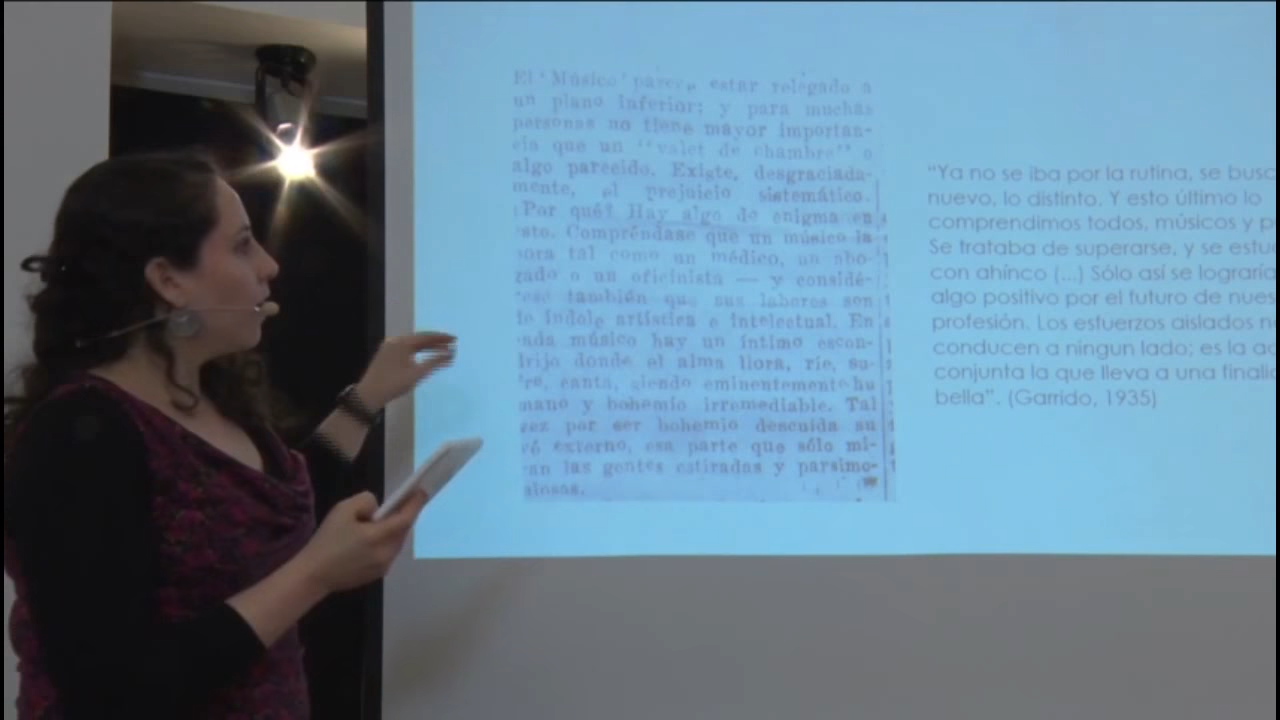 El 'Músico' parece estar relegado a
un plano inferior; y para muchas
personas no tiene mayor importan-
cia que un "valet de chambre" o
algo parecido. Existe, desgraciada-
mente, el prejuicio sistemático.
¿Por qué? Hay algo de enigma en
esto. Compréndase que un músico la-
bora tal como un médico, un abo-
gado o un oficinista — y considé-
rese también que sus labores son
de índole artística e intelectual. En
cada músico hay un íntimo escon-
drijo donde el alma llora, ríe, su-
fre, canta, siendo eminentemente hu
mano y bohemio irremediable. Tal
vez por ser bohemio descuida su
externo, esa parte que sólo mi-
ran las gentes estiradas y parsimo-
niosas.
"Ya no se iba por la rutina, se busc
nuevo, lo distinto. Y esto último lo
comprendimos todos, músicos y p
Se trataba de superarse, y se estu
con ahínco (...) Sólo así se lograría
algo positivo por el futuro de nues
profesión. Los esfuerzos aislados n
conducen a ningun lado; es la ac
conjunta la que lleva a una finali
bella". (Garrido, 1935)